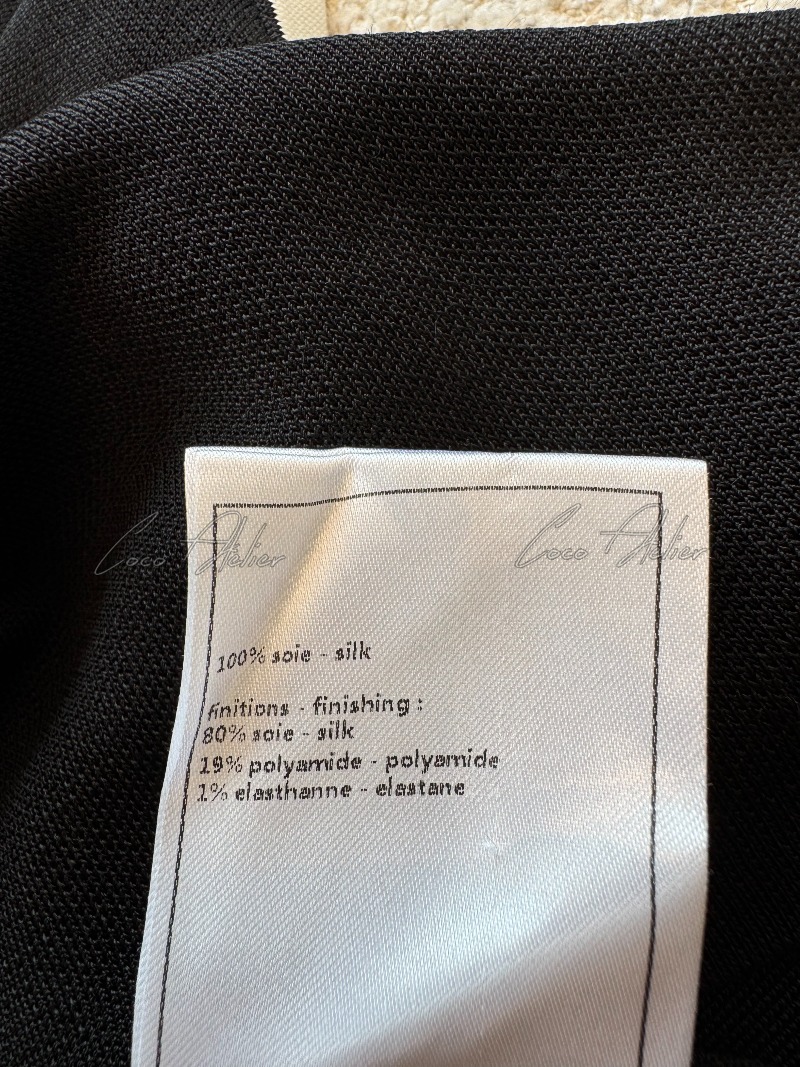 Coco Atelier Coco Atelier
100% soie - silk
finitions - finishing :
80% soie - silk
19% polyamide - polyamide
1% elasthanne - elastane